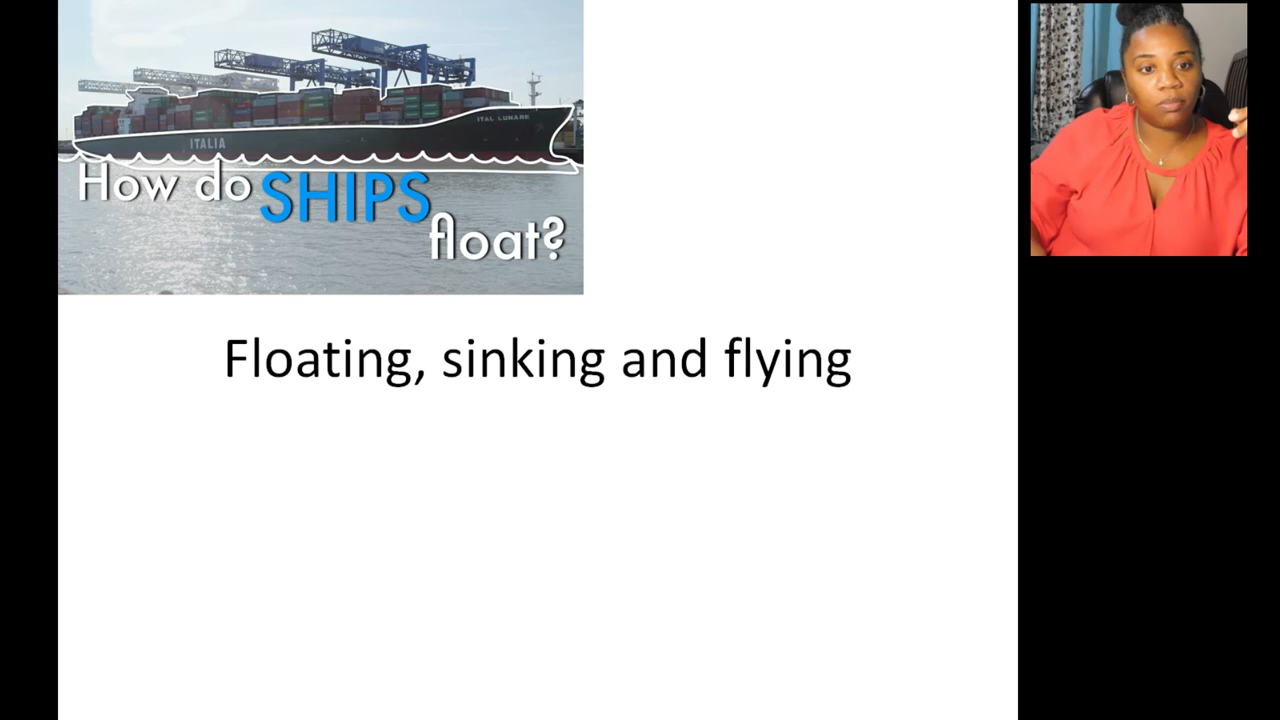 ITAL LUNARE
ITALIA
How do SHIPS
float?
Floating, sinking and flying